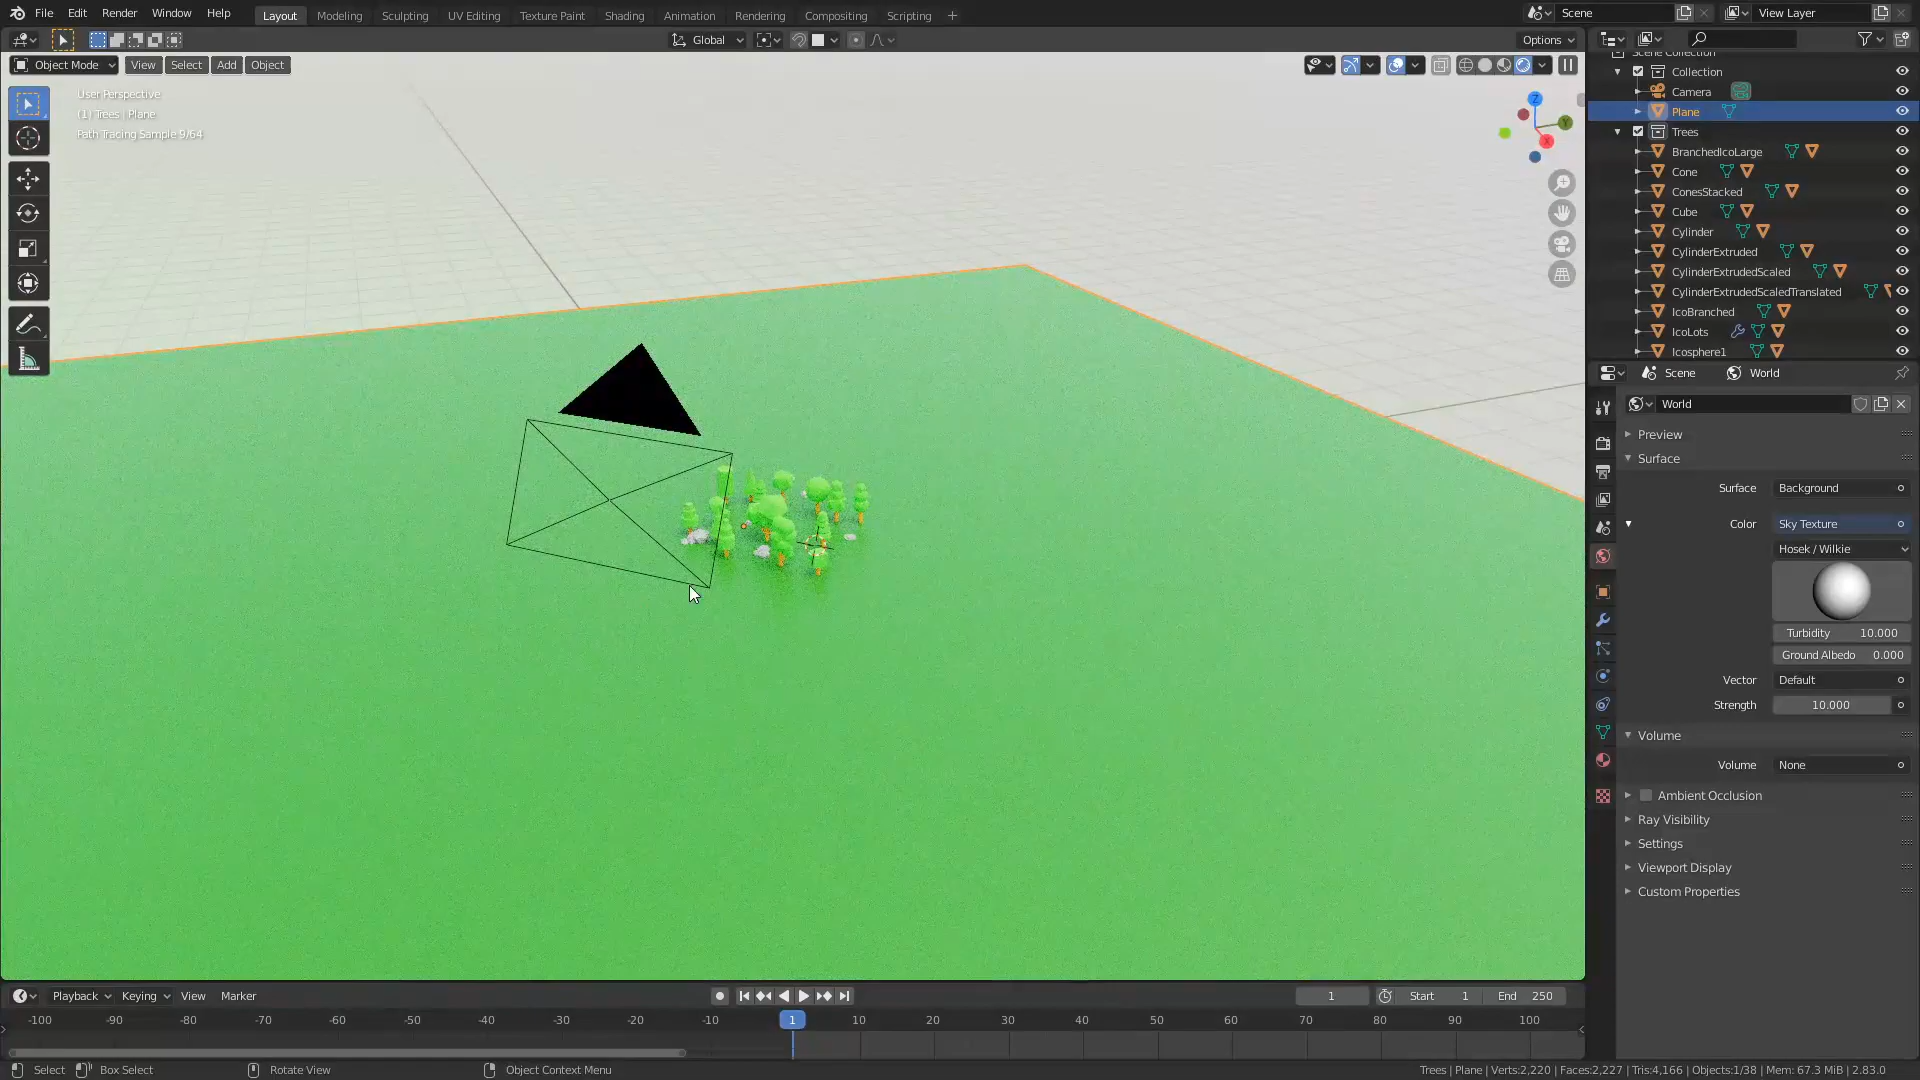 File Edit Render Window Help Layout Modeling Sculpting UV Editing Texture Paint Shading Animation Rendering Compositing Scripting + Scene View Layer
Global Options
Object Mode View Select Add Object
User Perspective
(1) Trees | Plane
Path Tracing Sample 9/64
Z
Y
X
Scene Collection
Collection
Camera
Plane
Trees
BranchedIcoLarge
Cone
ConesStacked
Cube
Cylinder
CylinderExtruded
CylinderExtrudedScaled
CylinderExtrudedScaledTranslated
IcoBranched
IcoLots
Icosphere1
Scene World
World
Preview
Surface
Surface Background
Color Sky Texture
Hosek / Wilkie
Turbidity 10.000
Ground Albedo 0.000
Vector Default
Strength 10.000
Volume
Volume None
Ambient Occlusion
Ray Visibility
Settings
Viewport Display
Custom Properties
Playback Keying View Marker 1 Start 1 End 250
-100 -90 -80 -70 -60 -50 -40 -30 -20 -10 1 10 20 30 40 50 60 70 80 90 100
Select Box Select Rotate View Object Context Menu Trees | Plane | Verts:2,220 | Faces:2,227 | Tris:4,166 | Objects:1/38 | Mem: 67.3 MiB | 2.83.0